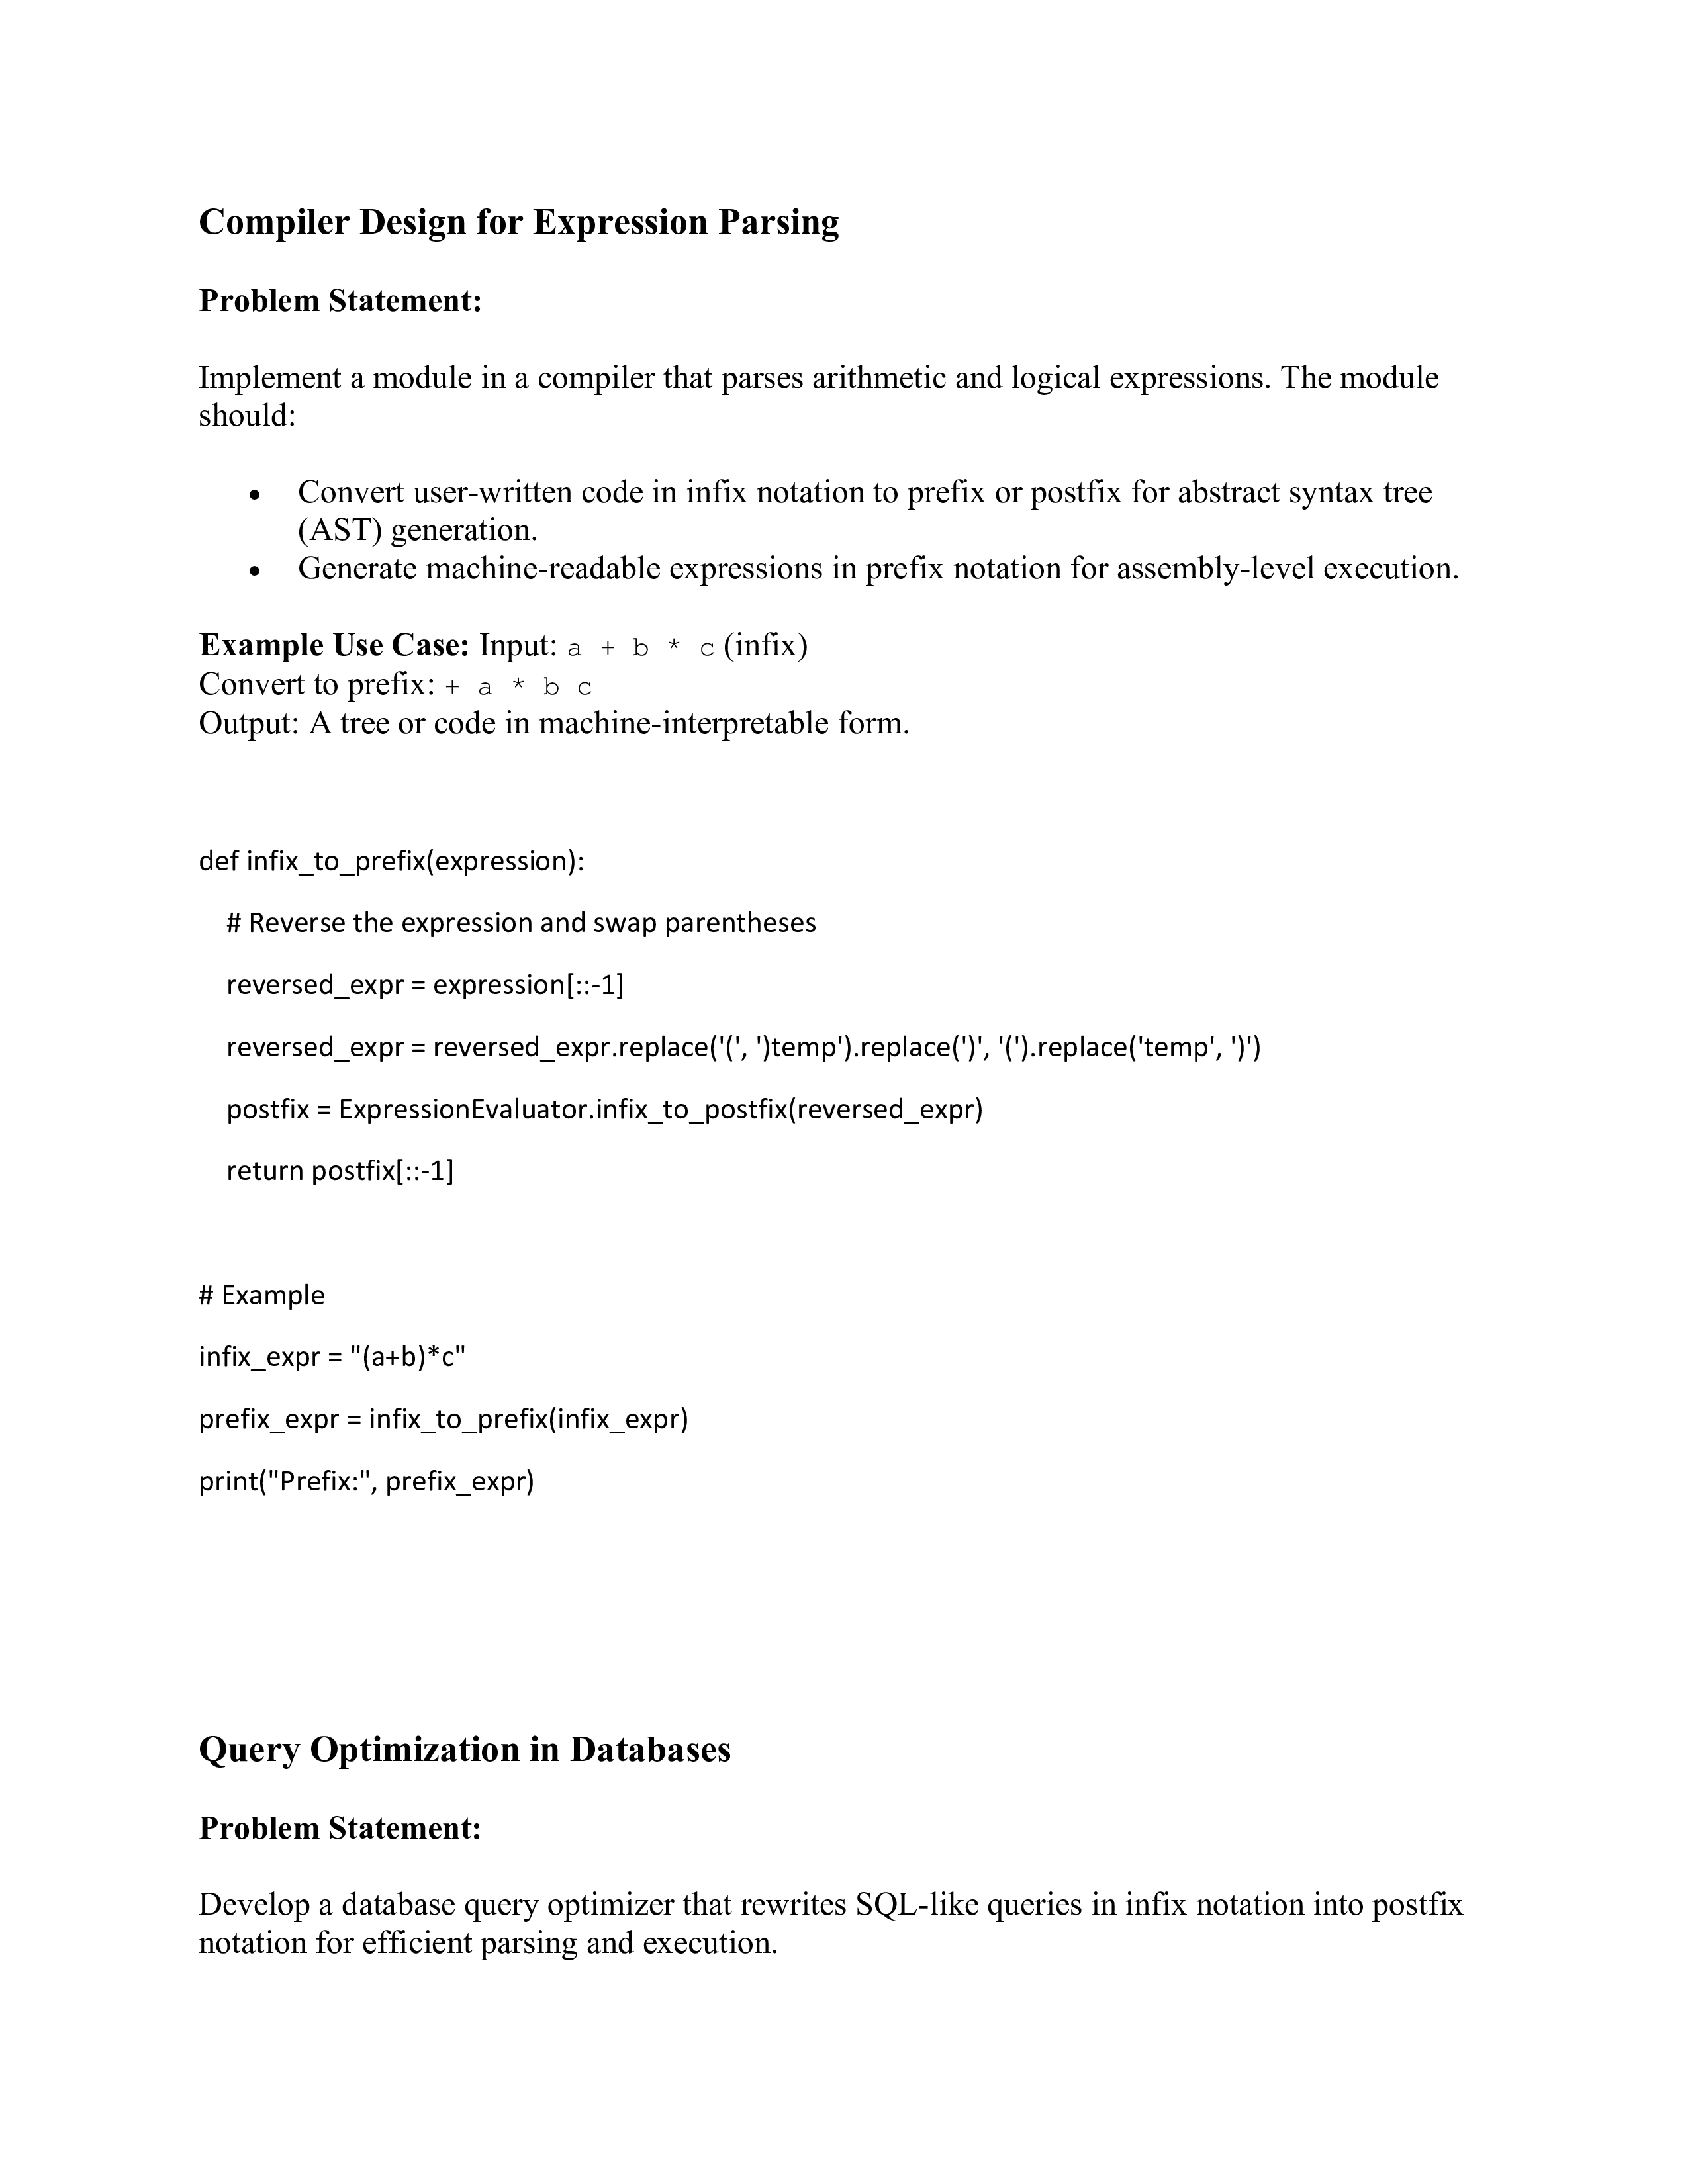 Compiler Design for Expression Parsing
Problem Statement:
Implement a module in a compiler that parses arithmetic and logical expressions. The module
should:
• Convert user-written code in infix notation to prefix or postfix for abstract syntax tree
(AST) generation.
• Generate machine-readable expressions in prefix notation for assembly-level execution.
Example Use Case: Input: a + b * c (infix)
Convert to prefix: + a * b c
Output: A tree or code in machine-interpretable form.
def infix_to_prefix(expression):
# Reverse the expression and swap parentheses
reversed_expr = expression[::-1]
reversed_expr = reversed_expr.replace('(', ')temp').replace(')', '(').replace('temp', ')')
postfix = ExpressionEvaluator.infix_to_postfix(reversed_expr)
return postfix[::-1]
# Example
infix_expr = "(a+b)*c"
prefix_expr = infix_to_prefix(infix_expr)
print("Prefix:", prefix_expr)
Query Optimization in Databases
Problem Statement:
Develop a database query optimizer that rewrites SQL-like queries in infix notation into postfix
notation for efficient parsing and execution.